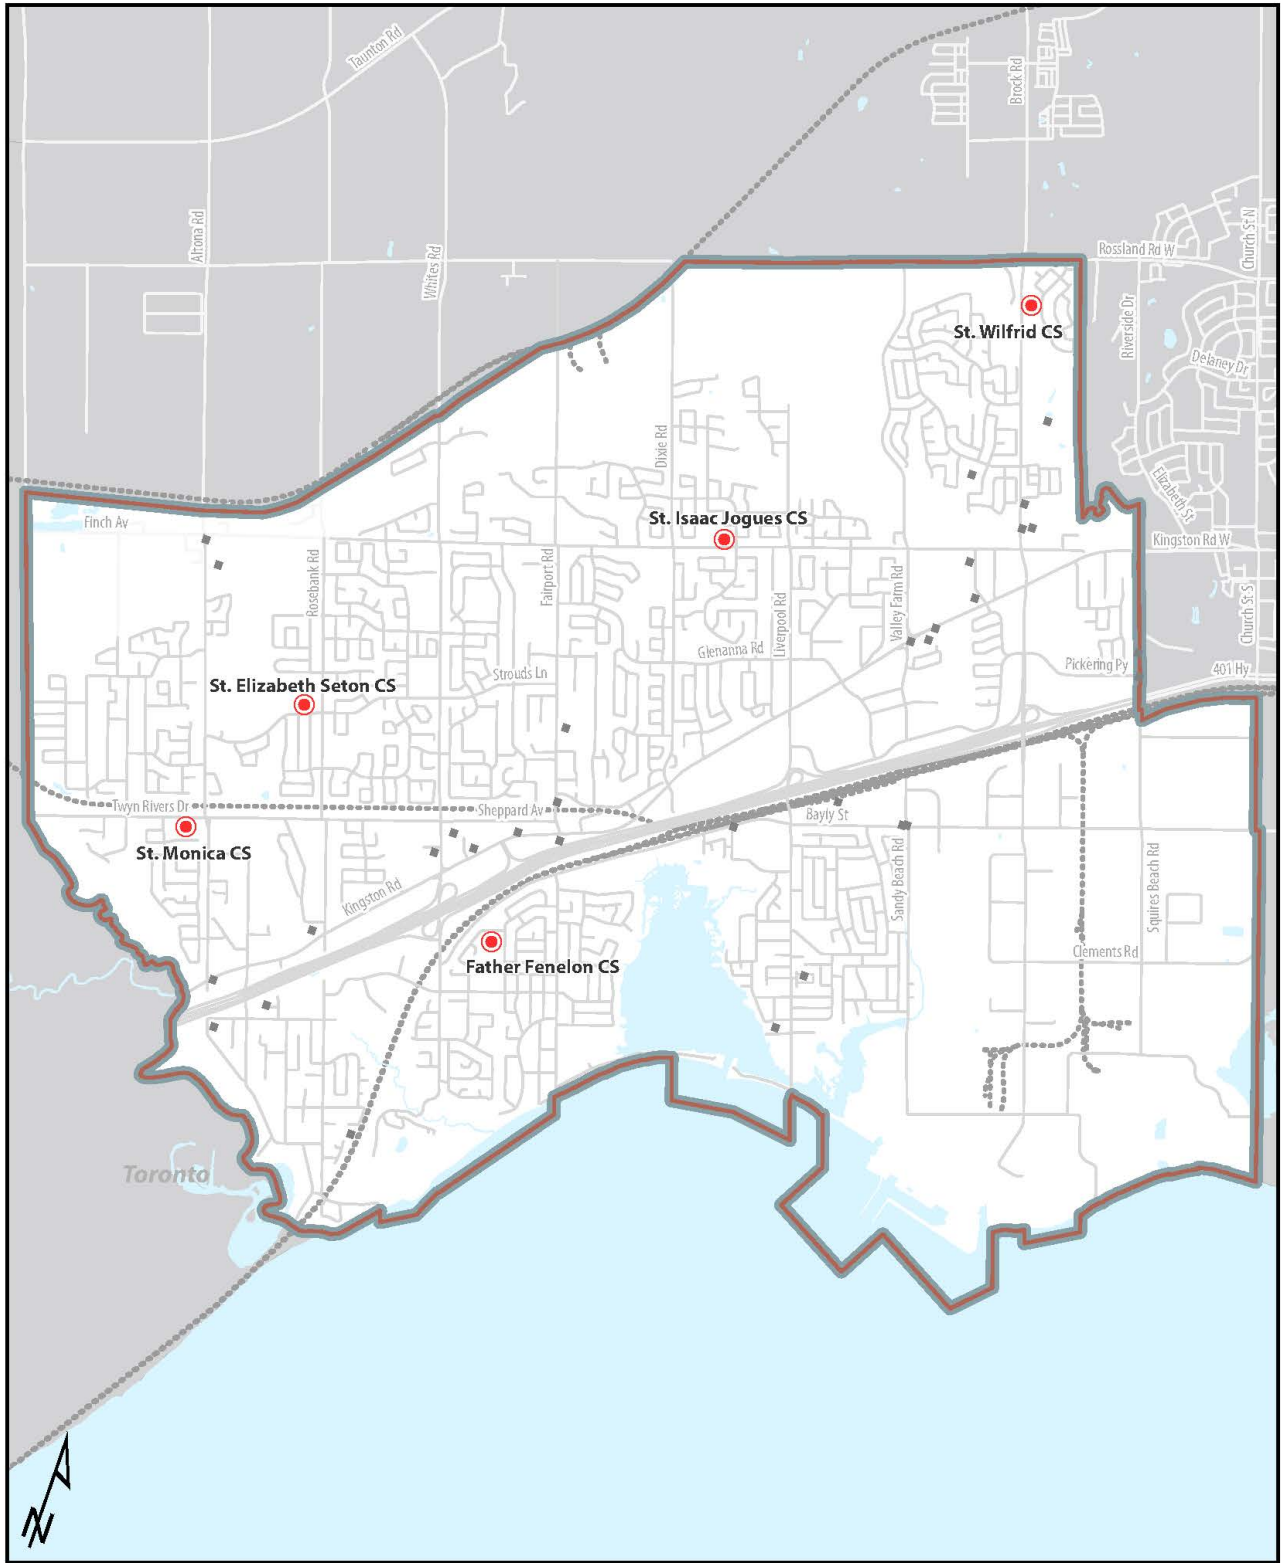 Taunton Rd
Brock Rd
Altona Rd
Whites Rd
Church St N
Rossland Rd W
Riverside Dr
St. Wilfrid CS
Delaney Dr
Dixie Rd
Elizabeth St
St. Isaac Jogues CS
Finch Av
Kingston Rd W
Rosebank Rd
Fairport Rd
Valley Farm Rd
Liverpool Rd
Church St S
Glenanna Rd
Pickering Py
401 Hy
Strouds Ln
St. Elizabeth Seton CS
Twyn Rivers Dr
Sheppard Av
Bayly St
St. Monica CS
Sandy Beach Rd
Squires Beach Rd
Kingston Rd
Clements Rd
Father Fenelon CS
Toronto
N